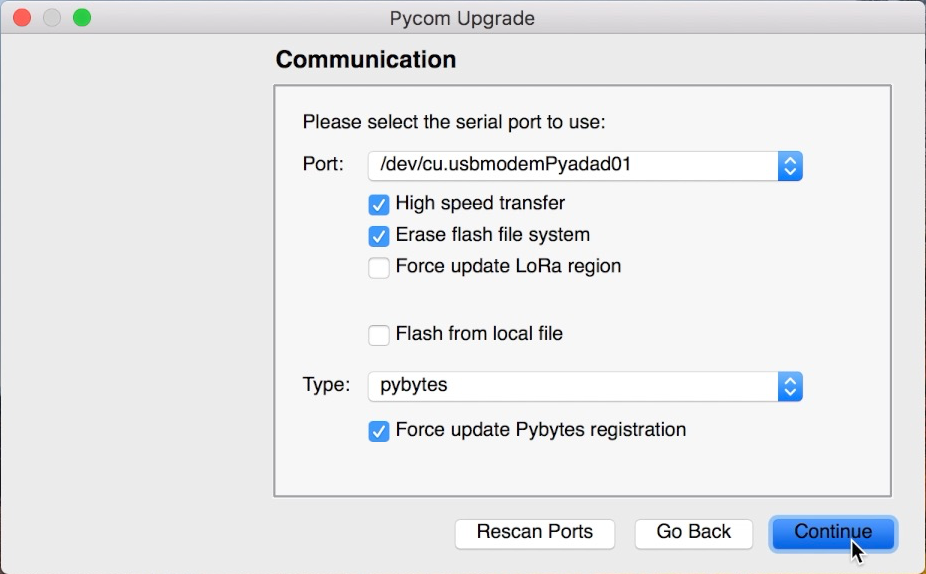 Pycom Upgrade
Communication
Please select the serial port to use:
Port: /dev/cu.usbmodemPyadad01
High speed transfer
Erase flash file system
Force update LoRa region
Flash from local file
Type: pybytes
Force update Pybytes registration
Rescan Ports Go Back Continue